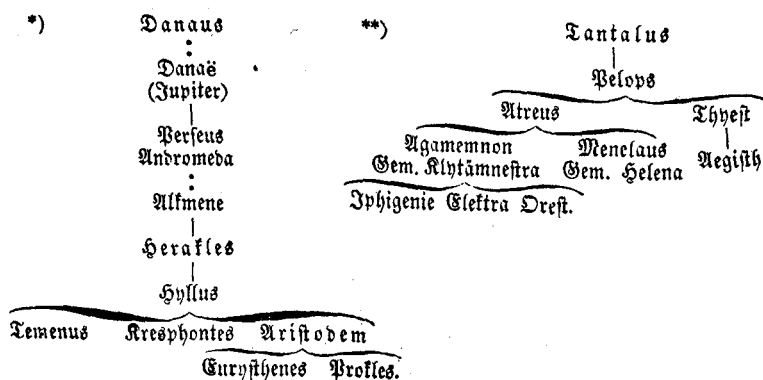 *)
Danaus
Danaë
(Jupiter)
Perseus
Andromeda
Alkmene
Herakles
Hyllus
Temenus Kresphontes Aristodem
Eurysthenes Prokles.
**)
Tantalus
Pelops
Atreus Thyest
Agamemnon Menelaus
Gem. Klytämnestra Gem. Helena Aegisth
Iphigenie Elektra Orest.